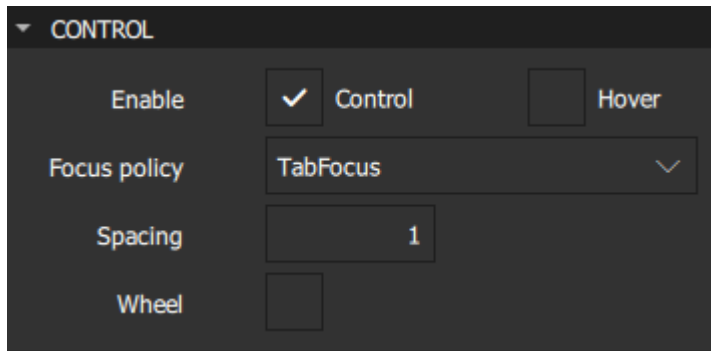 CONTROL
Enable Control Hover
Focus policy TabFocus
Spacing 1
Wheel